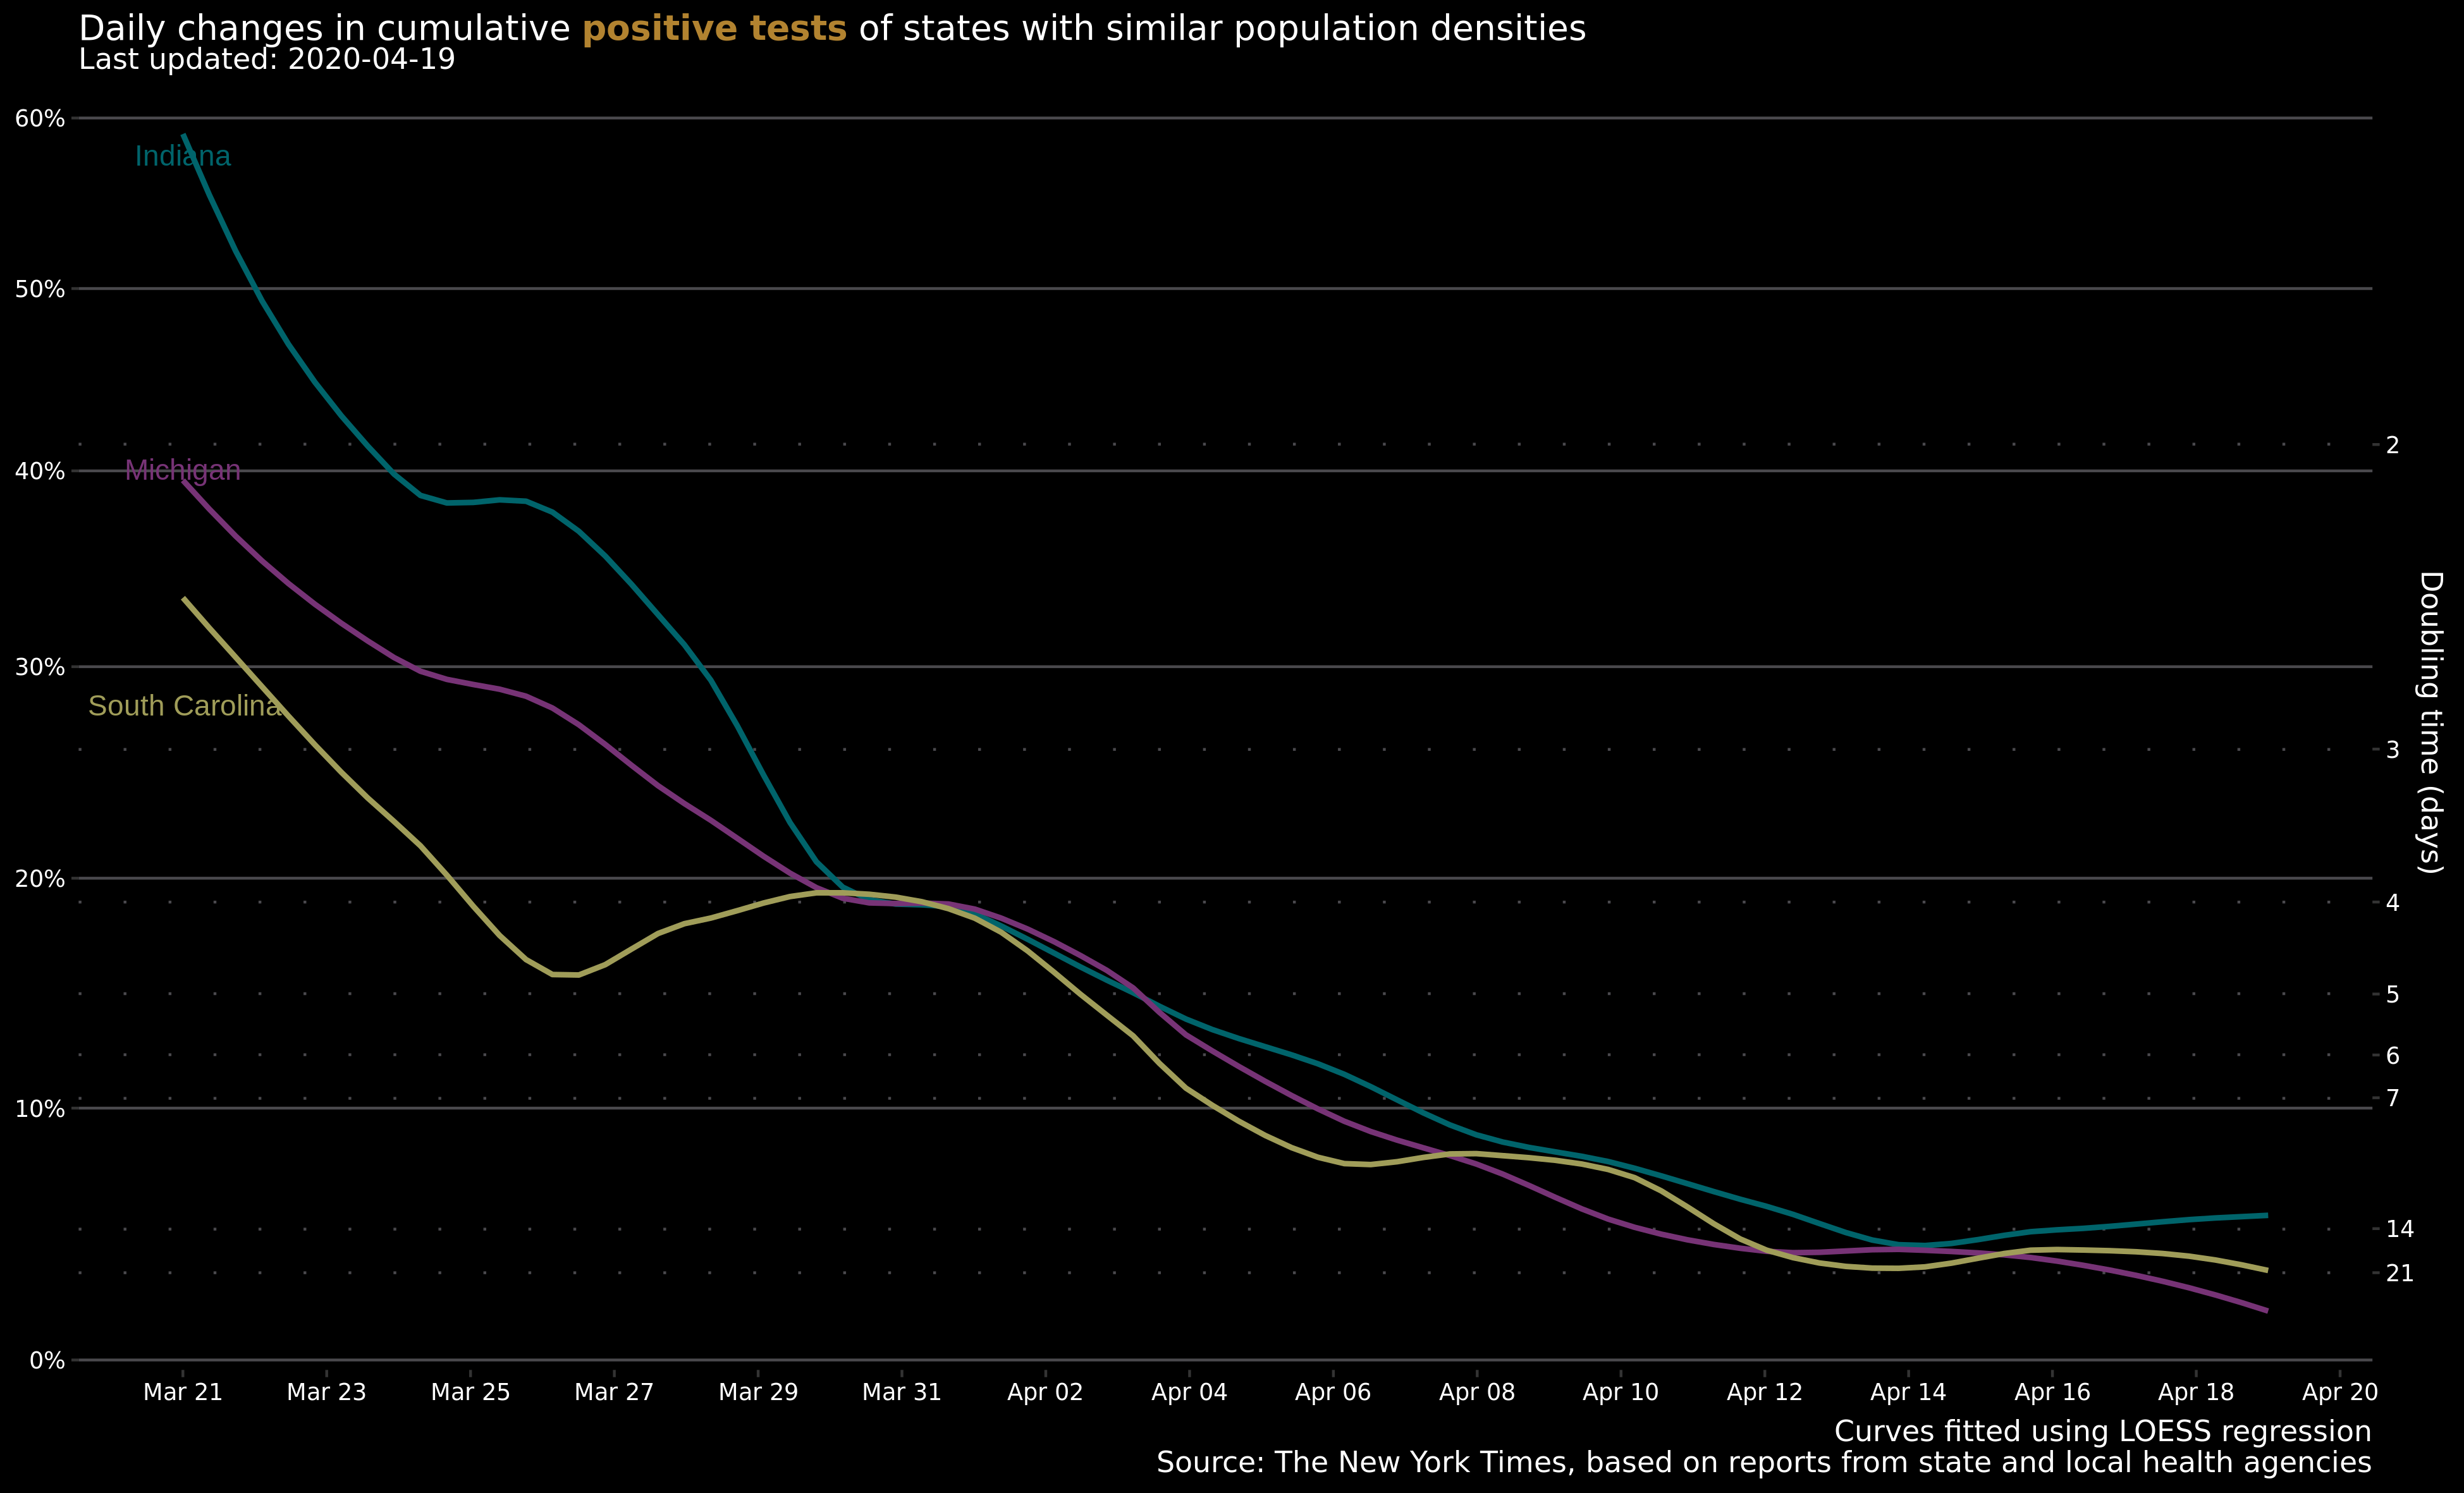 Daily changes in cumulative positive tests of states with similar population densities
Last updated: 2020-04-19
60%
50%
40%
30%
20%
10%
0%
Indiana
Michigan
South Carolina
2
3
4
5
6
7
14
21
Doubling time (days)
Mar 21 Mar 23 Mar 25 Mar 27 Mar 29 Mar 31 Apr 02 Apr 04 Apr 06 Apr 08 Apr 10 Apr 12 Apr 14 Apr 16 Apr 18 Apr 20
Curves fitted using LOESS regression
Source: The New York Times, based on reports from state and local health agencies